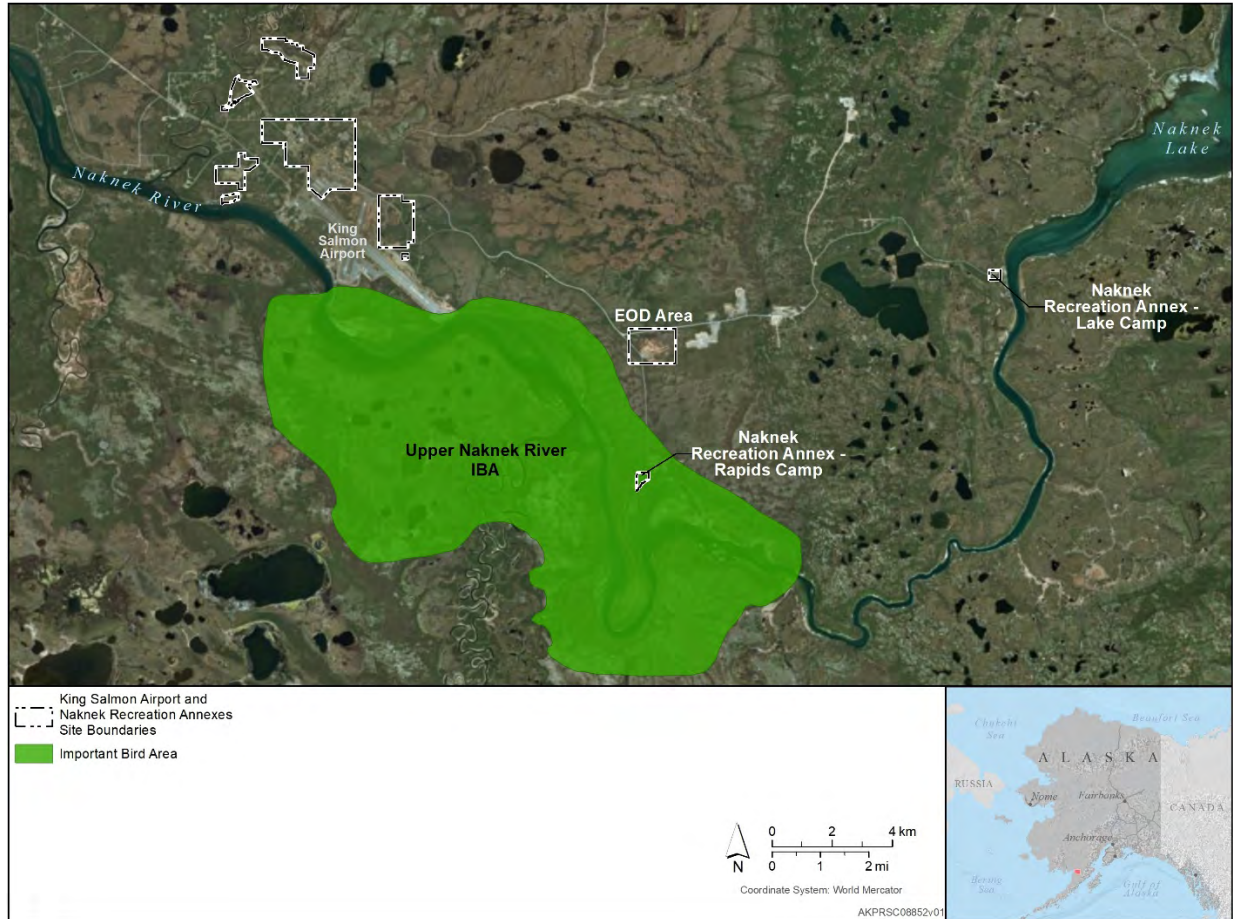 Naknek
Lake
Naknek River
King
Salmon
Airport
EOD Area
Naknek
Recreation Annex -
Lake Camp
Upper Naknek River
IBA
Naknek
Recreation Annex -
Rapids Camp
King Salmon Airport and
Naknek Recreation Annexes
Site Boundaries
Important Bird Area
N
0 2 4 km
0 1 2 mi
Coordinate System: World Mercator
AKPRSC08852v01
Chukchi
Sea
Beaufort Sea
ALASKA
RUSSIA
Nome
Fairbanks
CANADA
Anchorage
Bering
Sea
Gulf of
Alaska